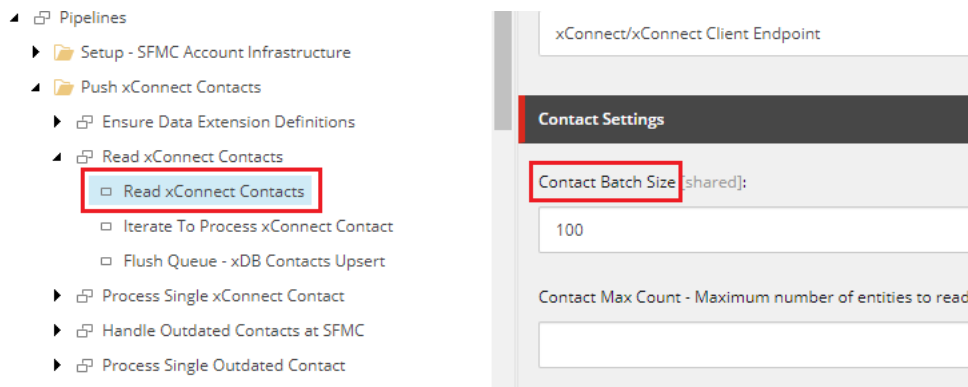 Pipelines
Setup - SFMC Account Infrastructure
Push xConnect Contacts
Ensure Data Extension Definitions
Read xConnect Contacts
Read xConnect Contacts
Iterate To Process xConnect Contact
Flush Queue - xDB Contacts Upsert
Process Single xConnect Contact
Handle Outdated Contacts at SFMC
Process Single Outdated Contact
xConnect/xConnect Client Endpoint
Contact Settings
Contact Batch Size [shared]:
100
Contact Max Count - Maximum number of entities to read